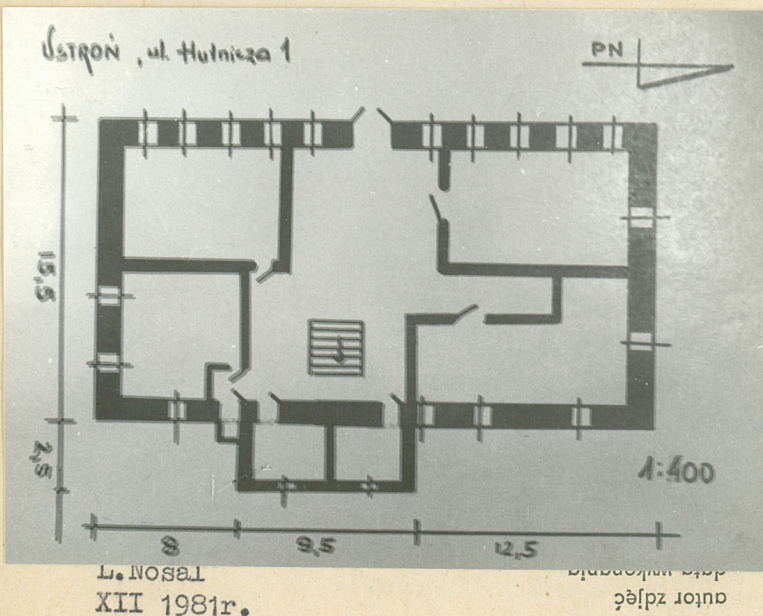 USTROŃ, ul. Hutnicza 1
PN
15,5
2,5
1:400
8
9,5
12,5
L.Nosal
XII 1981r.
data wykonania
autor zdjęć